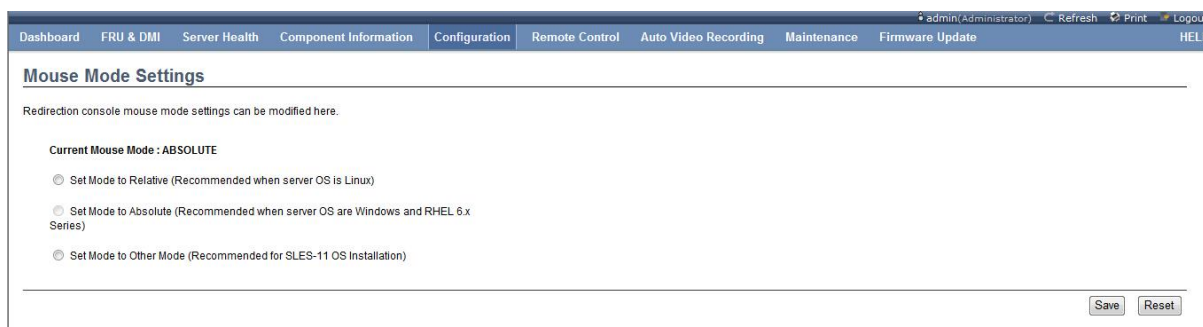 admin(Administrator) Refresh Print Logou
Dashboard FRU & DMI Server Health Component Information Configuration Remote Control Auto Video Recording Maintenance Firmware Update HEL
Mouse Mode Settings
Redirection console mouse mode settings can be modified here.
Current Mouse Mode : ABSOLUTE
Set Mode to Relative (Recommended when server OS is Linux)
Set Mode to Absolute (Recommended when server OS are Windows and RHEL 6.x
Series)
Set Mode to Other Mode (Recommended for SLES-11 OS Installation)
Save Reset